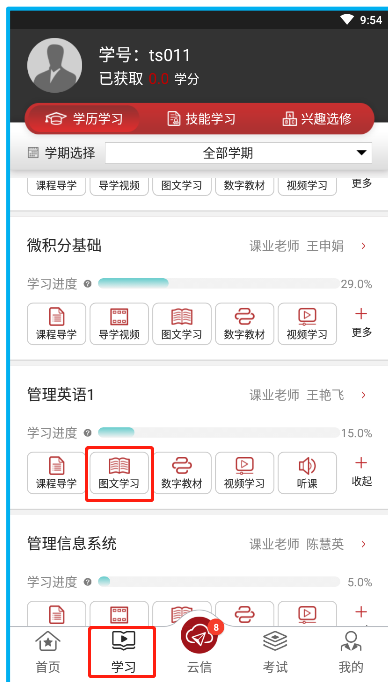 9:54
学号：ts011
已获取 0.0 学分
学历学习 技能学习 兴趣选修
学期选择 全部学期
课程导学 导学视频 图文学习 数字教材 视频学习 更多
微积分基础 课业老师 王申娟
学习进度 ? 29.0%
课程导学 导学视频 图文学习 数字教材 视频学习 更多
管理英语1 课业老师 王艳飞
学习进度 ? 15.0%
课程导学 图文学习 数字教材 视频学习 听课 收起
管理信息系统 课业老师 陈慧英
学习进度 ? 5.0%
8
首页 学习 云信 考试 我的